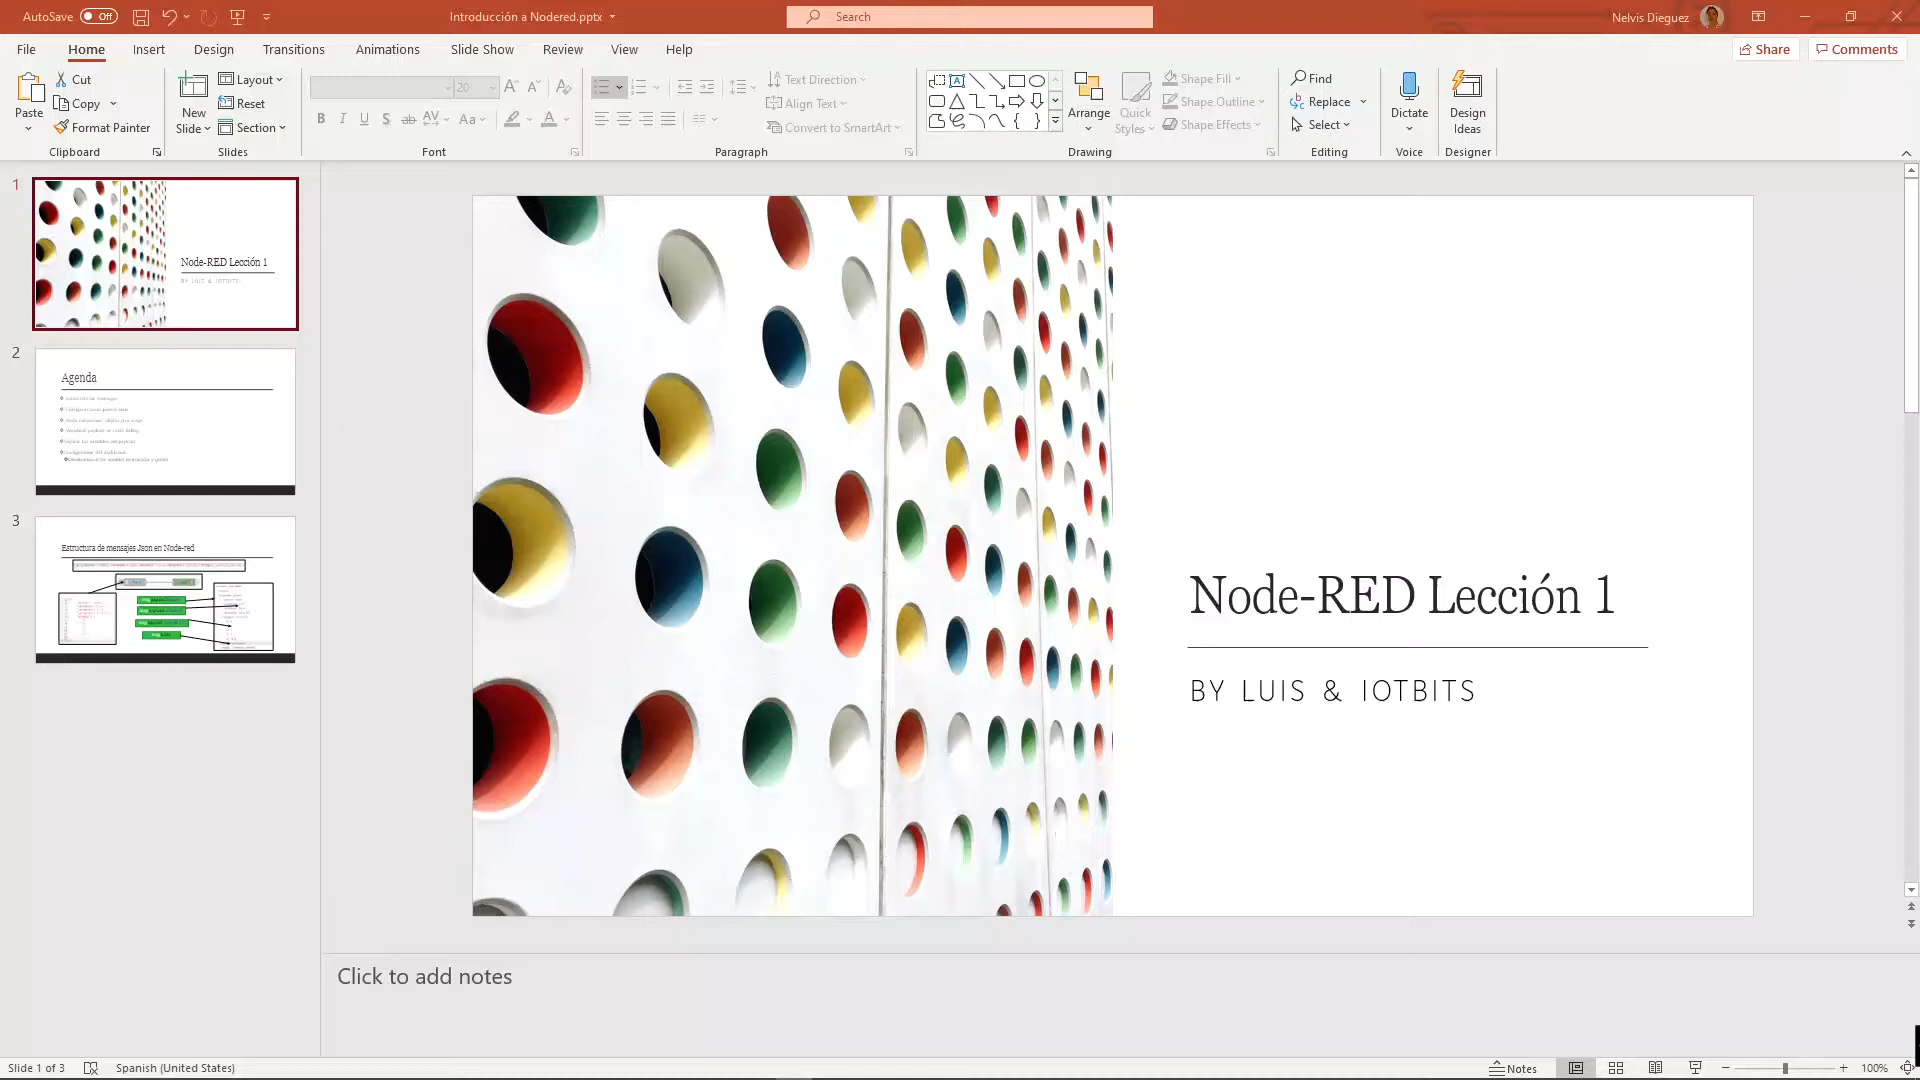 AutoSave Off
Introducción a Nodered.pptx
Search
Nelvis Dieguez
File Home Insert Design Transitions Animations Slide Show Review View Help
Share Comments
Paste Cut
Copy
Format Painter
Clipboard
New Slide
Layout
Reset
Section
Slides
20
Font
Text Direction
Align Text
Convert to SmartArt
Paragraph
Arrange
Quick Styles
Shape Fill
Shape Outline
Shape Effects
Drawing
Find
Replace
Select
Editing
Dictate
Voice
Design Ideas
Designer
1
Node-RED Lección 1
BY LUIS & IOTBITS
2
Agenda
3
Estructura de mensajes Json en Node-red
Node-RED Lección 1
BY LUIS & IOTBITS
Click to add notes
Slide 1 of 3
Spanish (United States)
Notes
100%